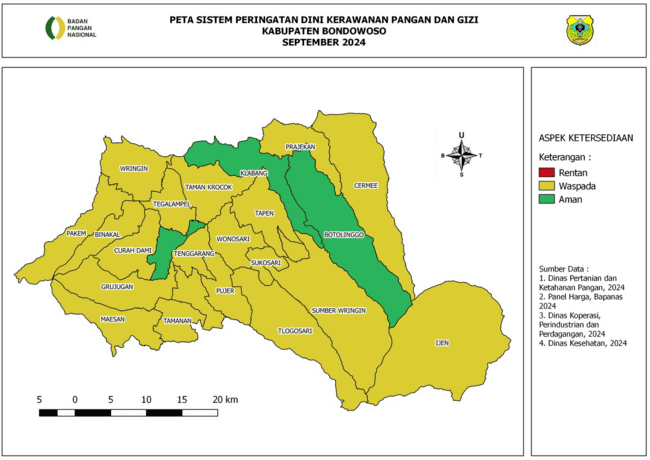 BADAN
PANGAN
NASIONAL
PETA SISTEM PERINGATAN DINI KERAWANAN PANGAN DAN GIZI
KABUPATEN BONDOWOSO
SEPTEMBER 2024
U
B
T
S
PRAJEKAN
WRINGIN
KLABANG
CERMEE
TAMAN KROCOK
TEGALAMPEL
TAPEN
PAKEM
BINAKAL
BOTOLINGGO
WONOSARI
CURAH DAMI
TENGGARANG
SUKOSARI
GRUJUGAN
PUJER
SUMBER WRINGIN
MAESAN
TAMANAN
TLOGOSARI
IJEN
5 0 5 10 15 20 km
ASPEK KETERSEDIAAN
Keterangan :
Rentan
Waspada
Aman
Sumber Data :
1. Dinas Pertanian dan
Ketahanan Pangan, 2024
2. Panel Harga, Bapanas
2024
3. Dinas Koperasi,
Perindustrian dan
Perdagangan, 2024
4. Dinas Kesehatan, 2024